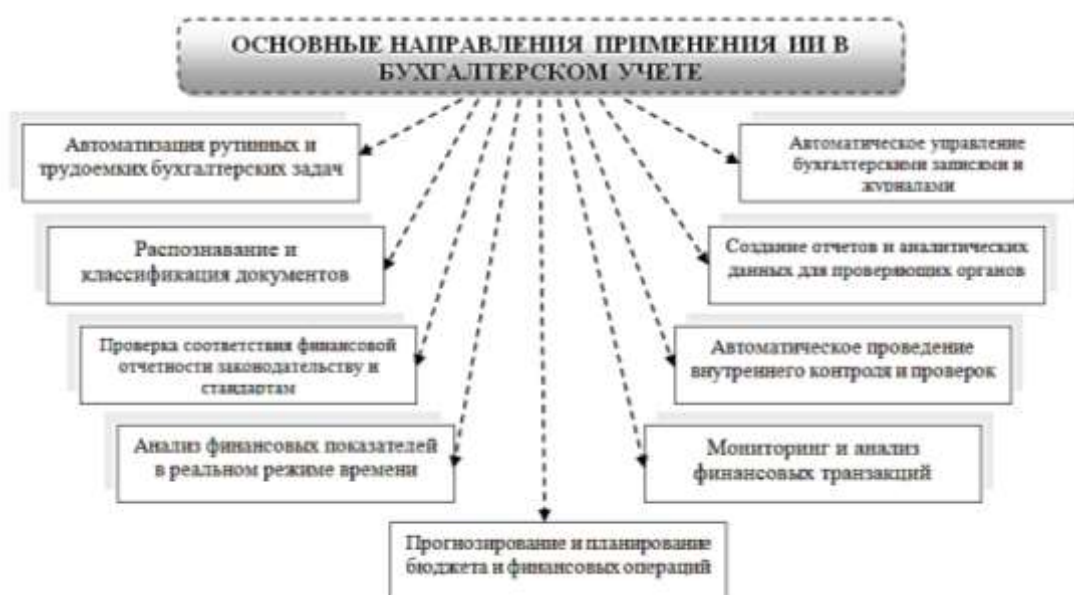 ОСНОВНЫЕ НАПРАВЛЕНИЯ ПРИМЕНЕНИЯ ИИ В
БУХГАЛТЕРСКОМ УЧЕТЕ
Автоматизация рутинных и
трудоемких бухгалтерских задач
Распознавание и
классификация документов
Проверка соответствия финансовой
отчетности законодательству и
стандартам
Анализ финансовых показателей
в реальном режиме времени
Прогнозирование и планирование
бюджета и финансовых операций
Автоматическое управление
бухгалтерскими записями и
журналами
Создание отчетов и аналитических
данных для проверяющих органов
Автоматическое проведение
внутреннего контроля и проверок
Мониторинг и анализ
финансовых транзакций